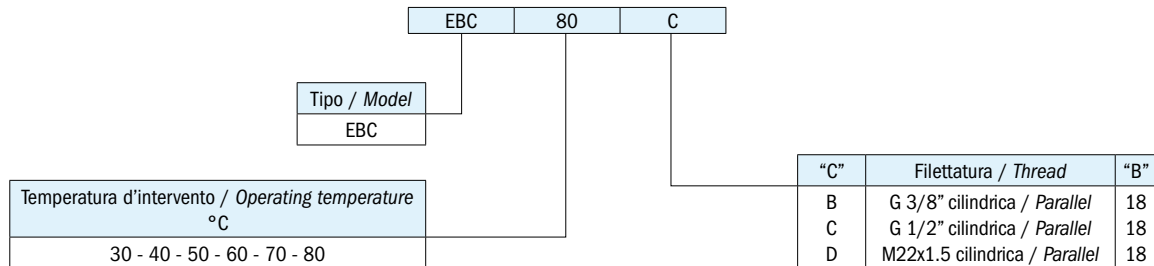 EBC 80 C
Tipo / Model
EBC
Temperatura d’intervento / Operating temperature
°C
30 - 40 - 50 - 60 - 70 - 80
“C” Filettatura / Thread “B”
B G 3/8” cilindrica / Parallel 18
C G 1/2” cilindrica / Parallel 18
D M22x1.5 cilindrica / Parallel 18